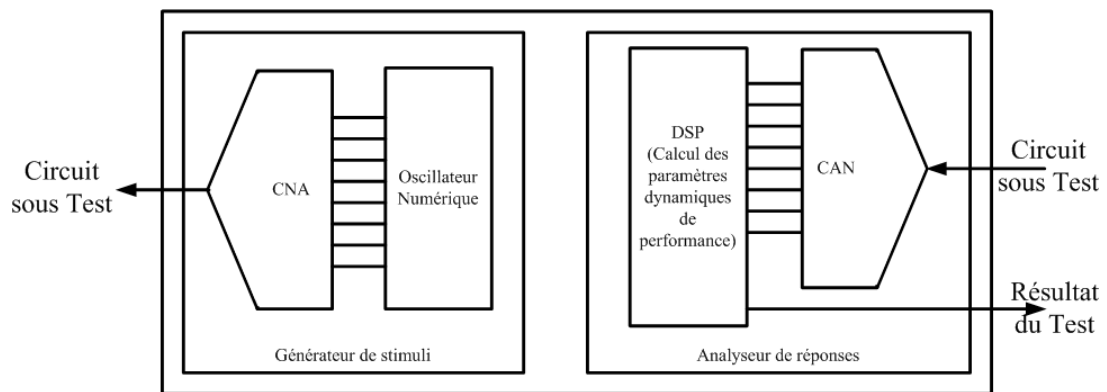 Circuit
sous Test
CNA
Oscillateur
Numérique
Générateur de stimuli
DSP
(Calcul des
paramètres
dynamiques
de
performance)
CAN
Analyseur de réponses
Circuit
sous Test
Résultat
du Test